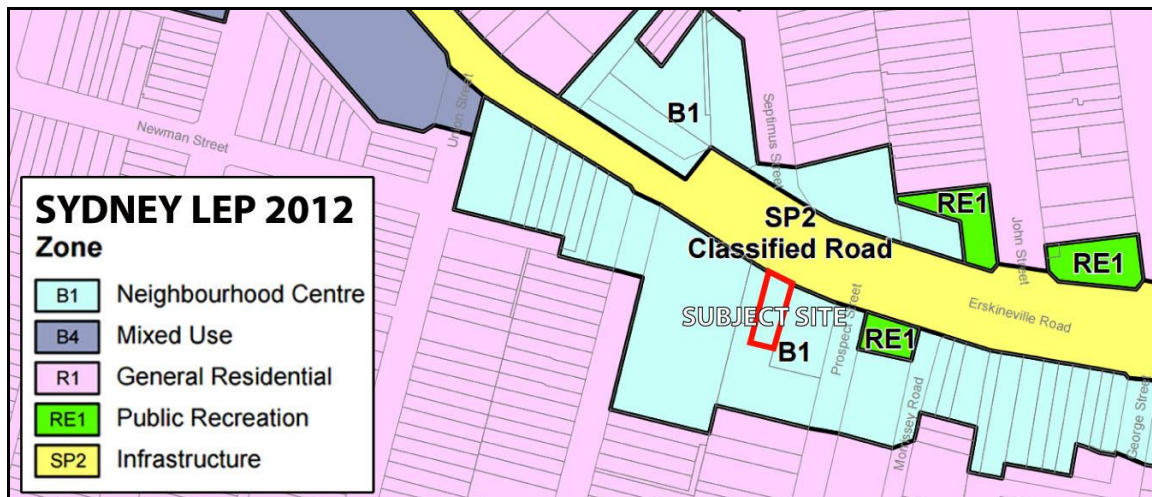 B1
Septimus Street
Union Street
Newman Street
SP2
Classified Road
RE1
John Street
RE1
Erskineville Road
SUBJECT SITE
B1
Prospect Street
RE1
Morrissey Road
George Street
SYDNEY LEP 2012
Zone
B1 Neighbourhood Centre
B4 Mixed Use
R1 General Residential
RE1 Public Recreation
SP2 Infrastructure